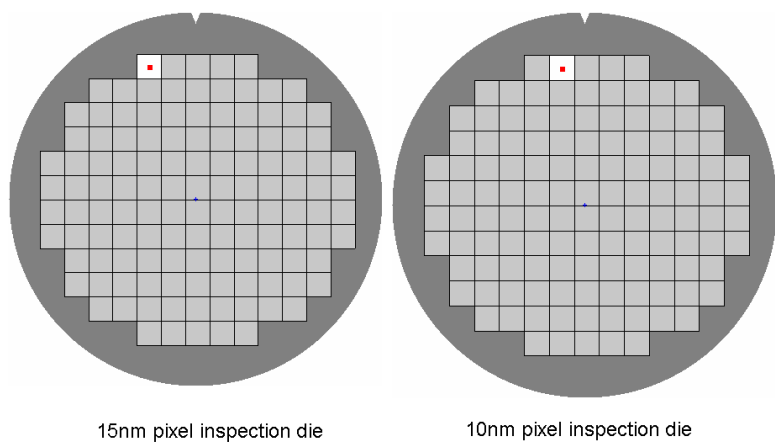 15nm pixel inspection die
10nm pixel inspection die